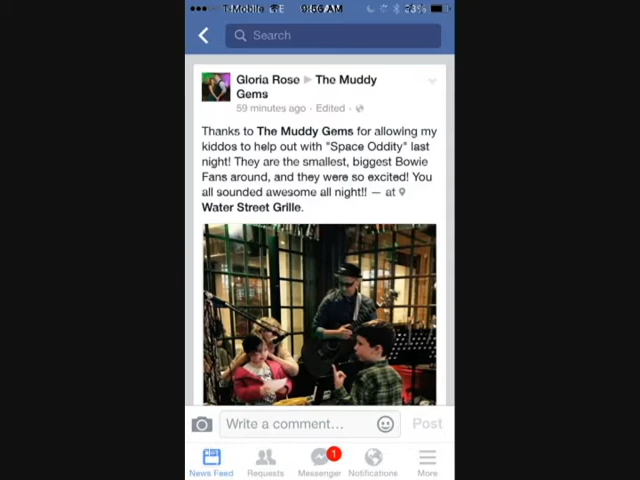 T-Mobile 9:56 AM 33%
Search
Gloria Rose ▶ The Muddy
Gems
59 minutes ago · Edited ·
Thanks to The Muddy Gems for allowing my
kiddos to help out with "Space Oddity" last
night! They are the smallest, biggest Bowie
Fans around, and they were so excited! You
all sounded awesome all night!! — at
Water Street Grille.
Write a comment... Post
1
News Feed Requests Messenger Notifications More